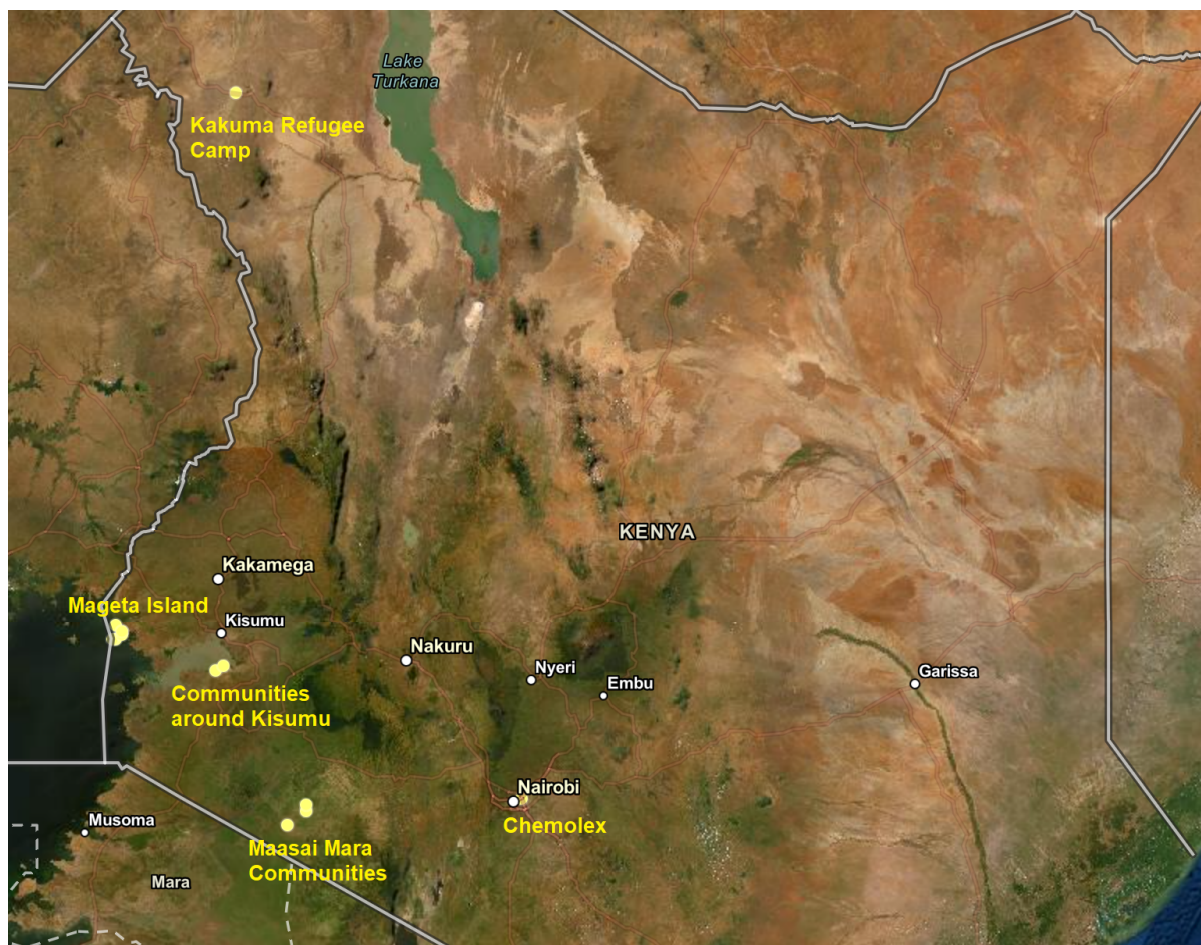 Lake
Turkana
Kakuma Refugee
Camp
KENYA
Kakamega
Mageta Island
Kisumu
Nakuru
Nyeri
Garissa
Embu
Communities
around Kisumu
Nairobi
Musoma
Chemolex
Maasai Mara
Communities
Mara